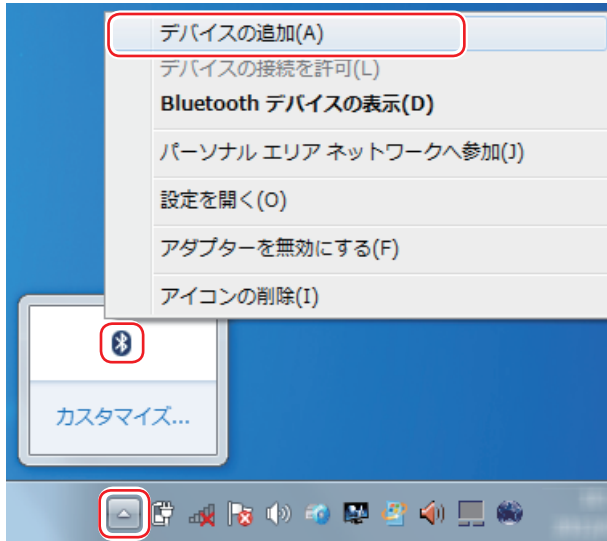 デバイスの追加(A)
デバイスの接続を許可(L)
Bluetooth デバイスの表示(D)
パーソナル エリア ネットワークへ参加(J)
設定を開く(O)
アダプターを無効にする(F)
アイコンの削除(I)
カスタマイズ...